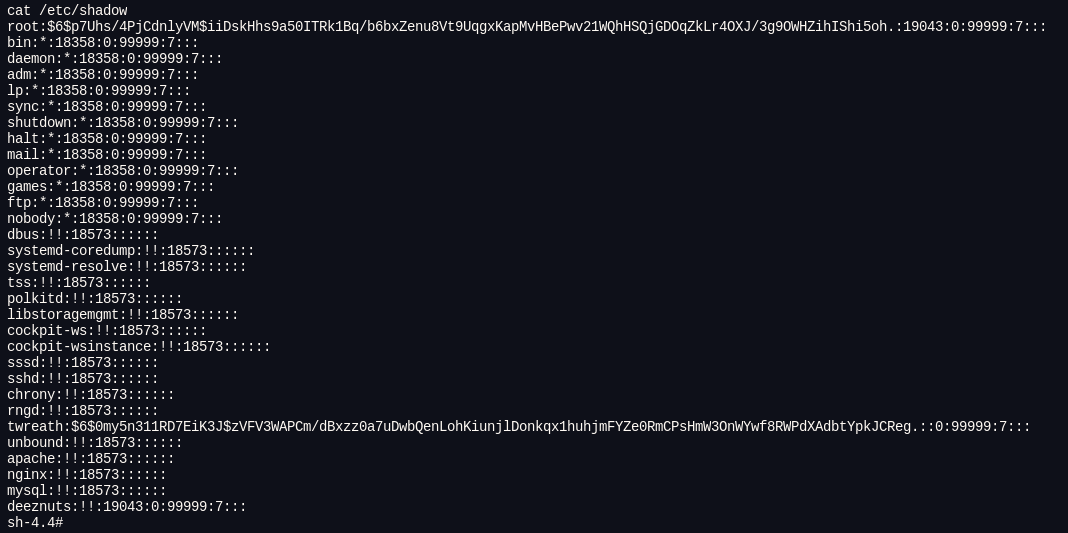 cat /etc/shadow
root:$6$p7Uhs/4PjCdnlyVM$iiDskHhs9a50ITRk1Bq/b6bxZenu8Vt9UqgxKapMvHBePwv21WQhHSQjGDOqZkLr4OXJ/3g9OWHZihIShi5oh.:19043:0:99999:7:::
bin:*:18358:0:99999:7:::
daemon:*:18358:0:99999:7:::
adm:*:18358:0:99999:7:::
lp:*:18358:0:99999:7:::
sync:*:18358:0:99999:7:::
shutdown:*:18358:0:99999:7:::
halt:*:18358:0:99999:7:::
mail:*:18358:0:99999:7:::
operator:*:18358:0:99999:7:::
games:*:18358:0:99999:7:::
ftp:*:18358:0:99999:7:::
nobody:*:18358:0:99999:7:::
dbus:!!:18573::::::
systemd-coredump:!!:18573::::::
systemd-resolve:!!:18573::::::
tss:!!:18573::::::
polkitd:!!:18573::::::
libstoragemgmt:!!:18573::::::
cockpit-ws:!!:18573::::::
cockpit-wsinstance:!!:18573::::::
sssd:!!:18573::::::
sshd:!!:18573::::::
chrony:!!:18573::::::
rngd:!!:18573::::::
twreath:$6$0my5n311RD7EiK3J$zVFV3WAPCm/dBxzz0a7uDwbQenLohKiunjlDonkqx1huhjmFYZe0RmCPsHmW3OnWYwf8RWPdXAdbtYpkJCReg.::0:99999:7:::
unbound:!!:18573::::::
apache:!!:18573::::::
nginx:!!:18573::::::
mysql:!!:18573::::::
deeznuts:!!:19043:0:99999:7:::
sh-4.4#